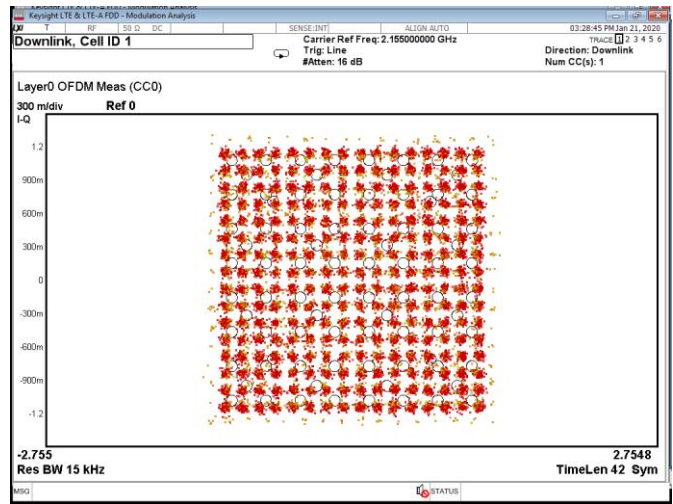 Keysight LTE & LTE-A FDD - Modulation Analysis
LXI T RF 50 Ω DC SENSE:INT ALIGN AUTO 03:28:45 PM Jan 21, 2020
Downlink, Cell ID 1
Carrier Ref Freq: 2.155000000 GHz
Trig: Line
#Atten: 16 dB
TRACE 1 2 3 4 5 6
Direction: Downlink
Num CC(s): 1
Layer0 OFDM Meas (CC0)
300 m/div Ref 0
I-Q
1.2
900m
600m
300m
0
-300m
-600m
-900m
-1.2
-2.755 2.7548
Res BW 15 kHz TimeLen 42 Sym
MSG STATUS